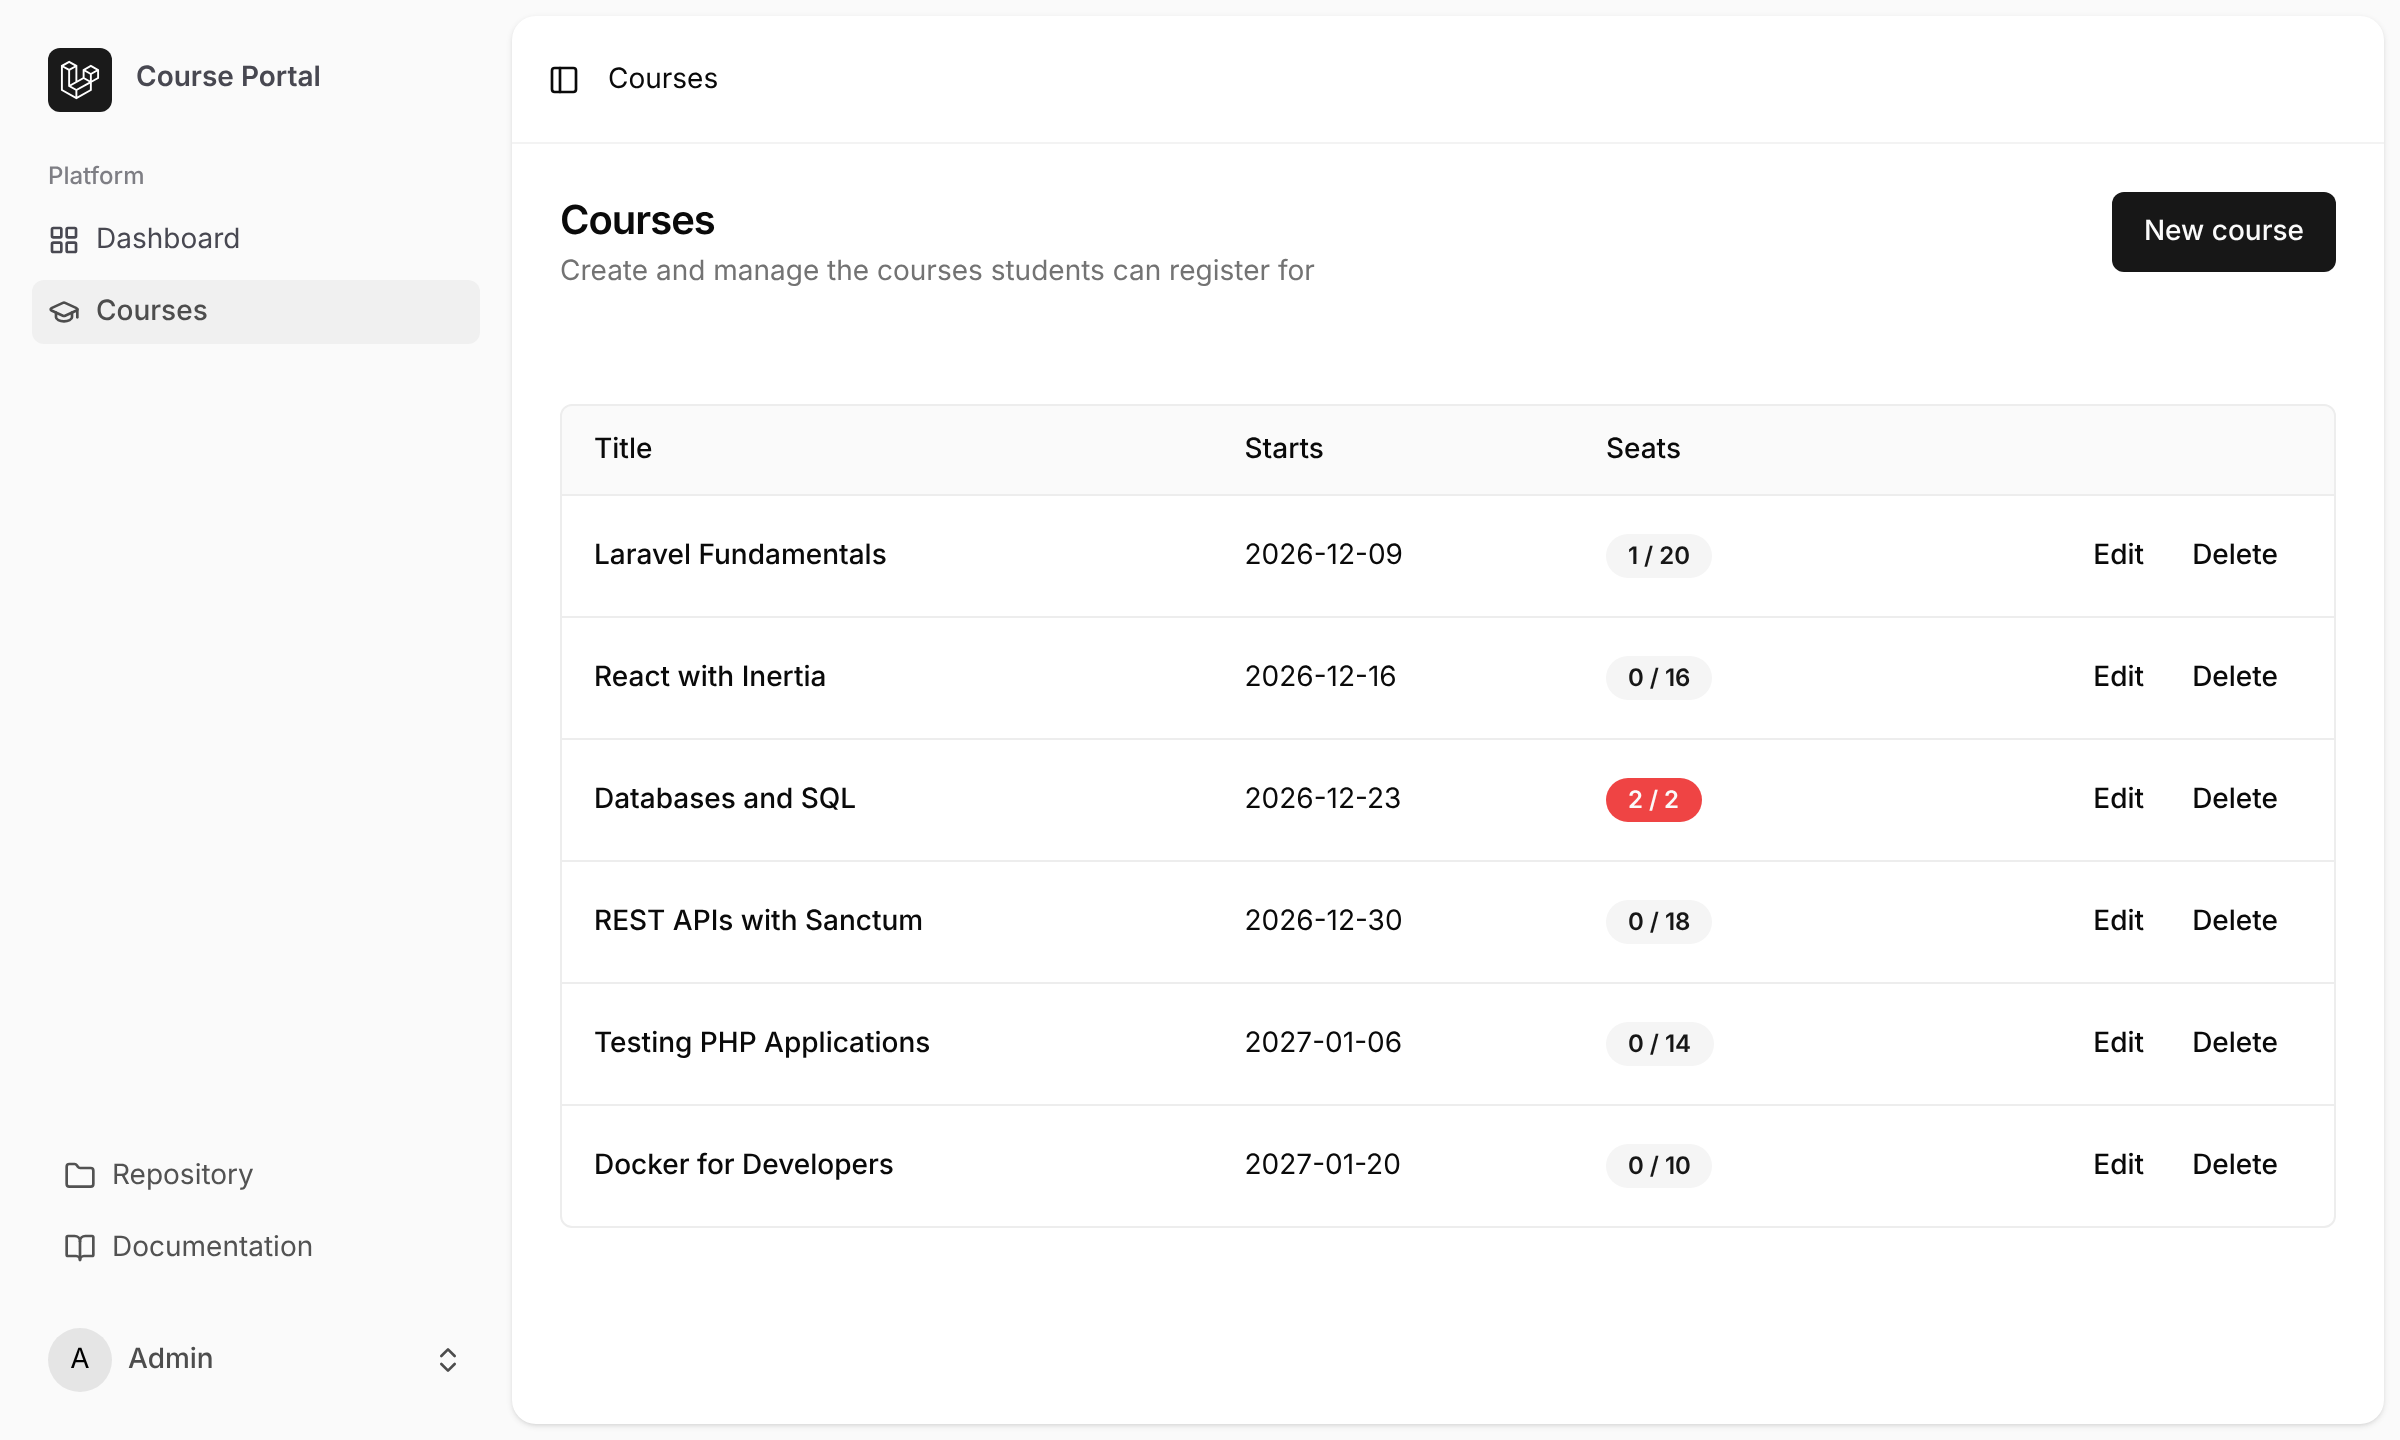 Course Portal
Platform
Dashboard
Courses
Repository
Documentation
A Admin
Courses
Courses
Create and manage the courses students can register for
New course
Title Starts Seats
Laravel Fundamentals 2026-12-09 1 / 20 Edit Delete
React with Inertia 2026-12-16 0 / 16 Edit Delete
Databases and SQL 2026-12-23 2 / 2 Edit Delete
REST APIs with Sanctum 2026-12-30 0 / 18 Edit Delete
Testing PHP Applications 2027-01-06 0 / 14 Edit Delete
Docker for Developers 2027-01-20 0 / 10 Edit Delete